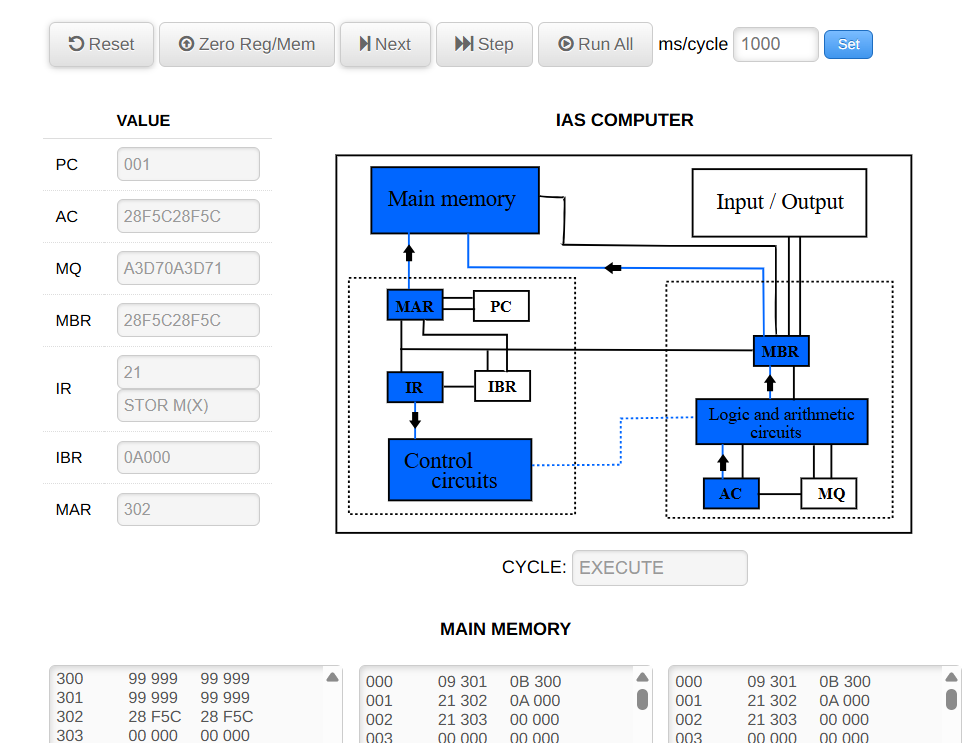 Reset Zero Reg/Mem Next Step Run All ms/cycle 1000 Set
VALUE
PC 001
AC 28F5C28F5C
MQ A3D70A3D71
MBR 28F5C28F5C
IR 21
STOR M(X)
IBR 0A000
MAR 302
IAS COMPUTER
Main memory
Input / Output
MAR PC
MBR
IR IBR
Logic and arithmetic
circuits
Control
circuits
AC MQ
CYCLE: EXECUTE
MAIN MEMORY
300 99 999 99 999
301 99 999 99 999
302 28 F5C 28 F5C
303 00 000 00 000
000 09 301 0B 300
001 21 302 0A 000
002 21 303 00 000
003 00 000 00 000
000 09 301 0B 300
001 21 302 0A 000
002 21 303 00 000
003 00 000 00 000